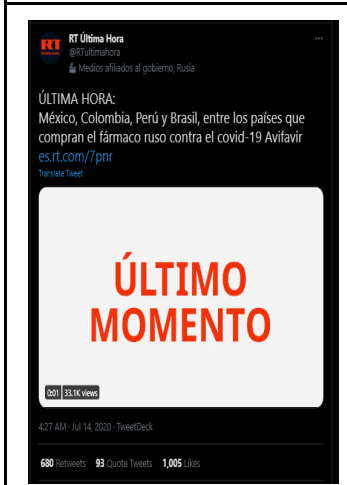 RT Última Hora
@RTultimahora
Medios afiliados al gobierno, Rusia
ÚLTIMA HORA:
México, Colombia, Perú y Brasil, entre los países que
compran el fármaco ruso contra el covid-19 Avifavir
es.rt.com/7pnr
Translate Tweet
ÚLTIMO
MOMENTO
0:01 33.1K views
4:27 AM · Jul 14, 2020 · TweetDeck
680 Retweets 93 Quote Tweets 1,005 Likes